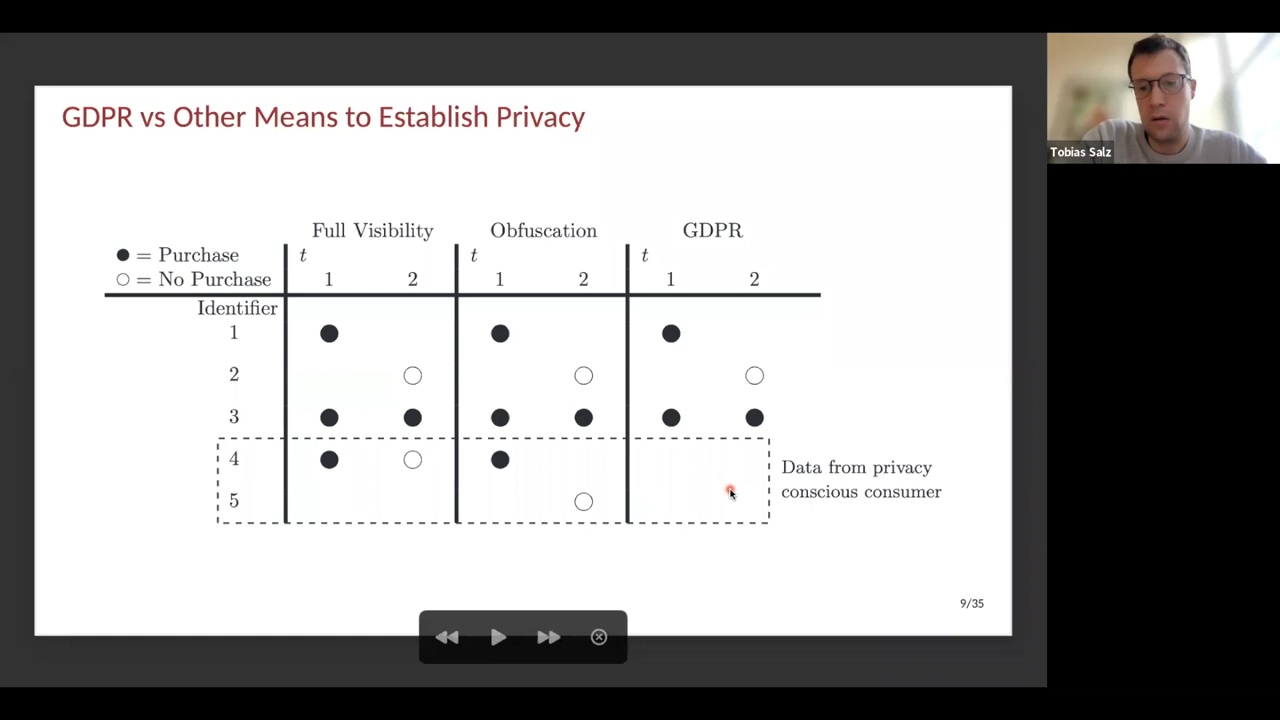 GDPR vs Other Means to Establish Privacy
Full Visibility Obfuscation GDPR
● = Purchase t t t
○ = No Purchase 1 2 1 2 1 2
Identifier
1
2
3
4
5
Data from privacy
conscious consumer
9/35
Tobias Salz